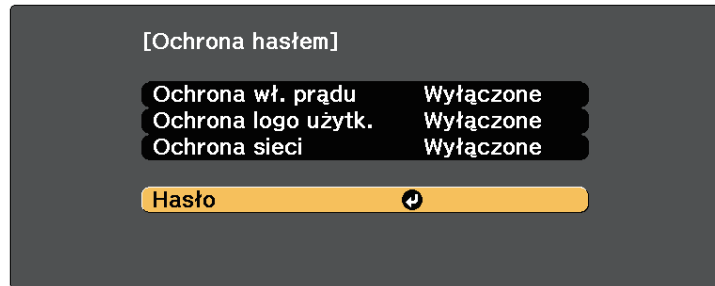 [Ochrona hasłem]
Ochrona wł. prądu Wyłączone
Ochrona logo użytk. Wyłączone
Ochrona sieci Wyłączone
Hasło